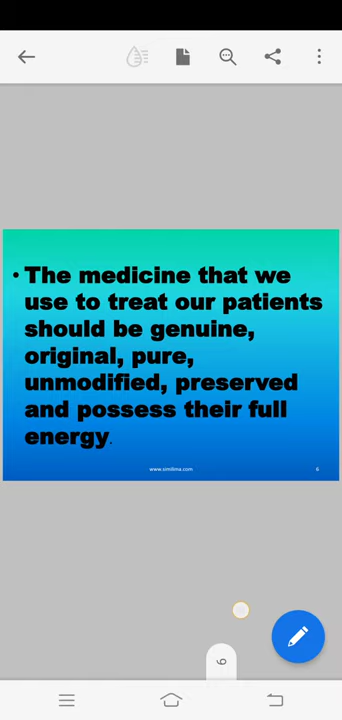 • The medicine that we
use to treat our patients
should be genuine,
original, pure,
unmodified, preserved
and possess their full
energy.
www.similima.com 6
6